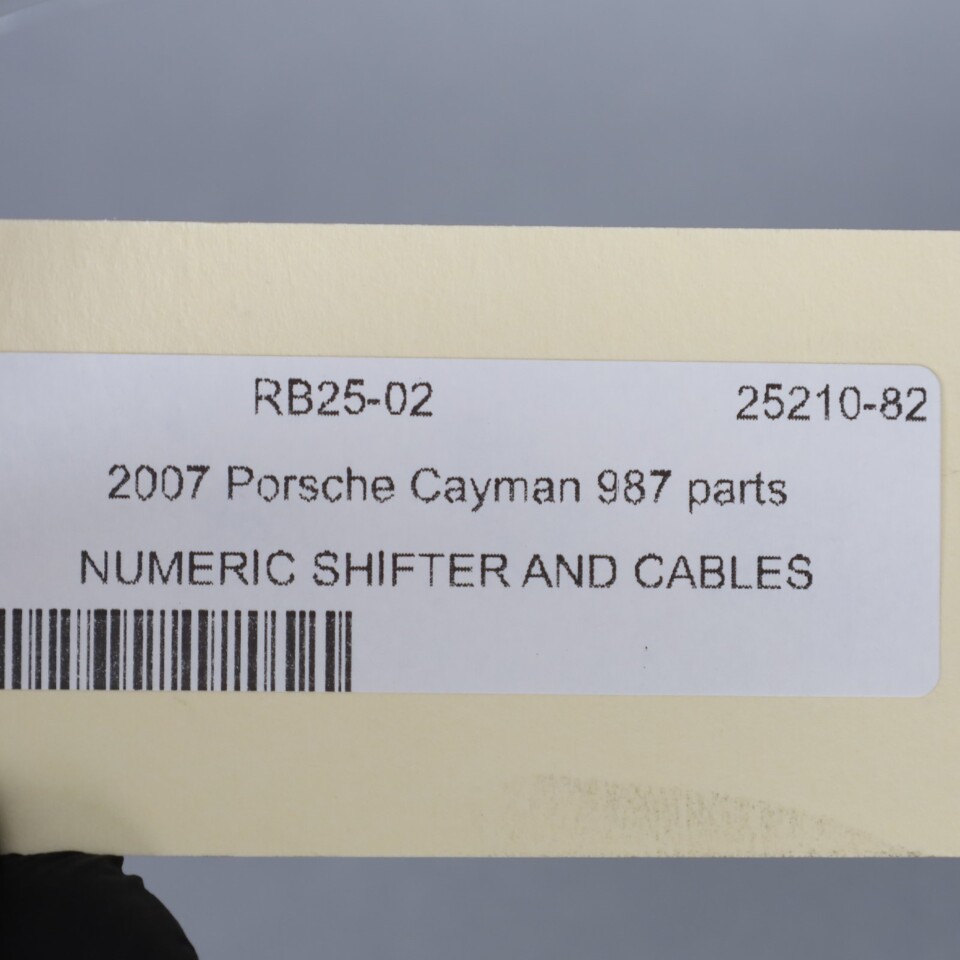 RB25-02 25210-82
2007 Porsche Cayman 987 parts
NUMERIC SHIFTER AND CABLES